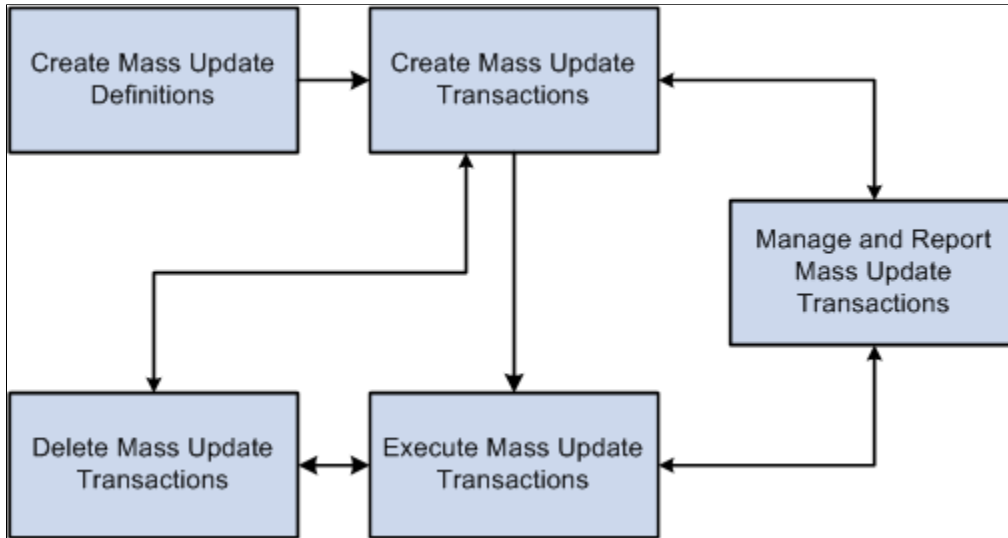 Create Mass Update
Definitions
Create Mass Update
Transactions
Manage and Report
Mass Update
Transactions
Delete Mass Update
Transactions
Execute Mass Update
Transactions